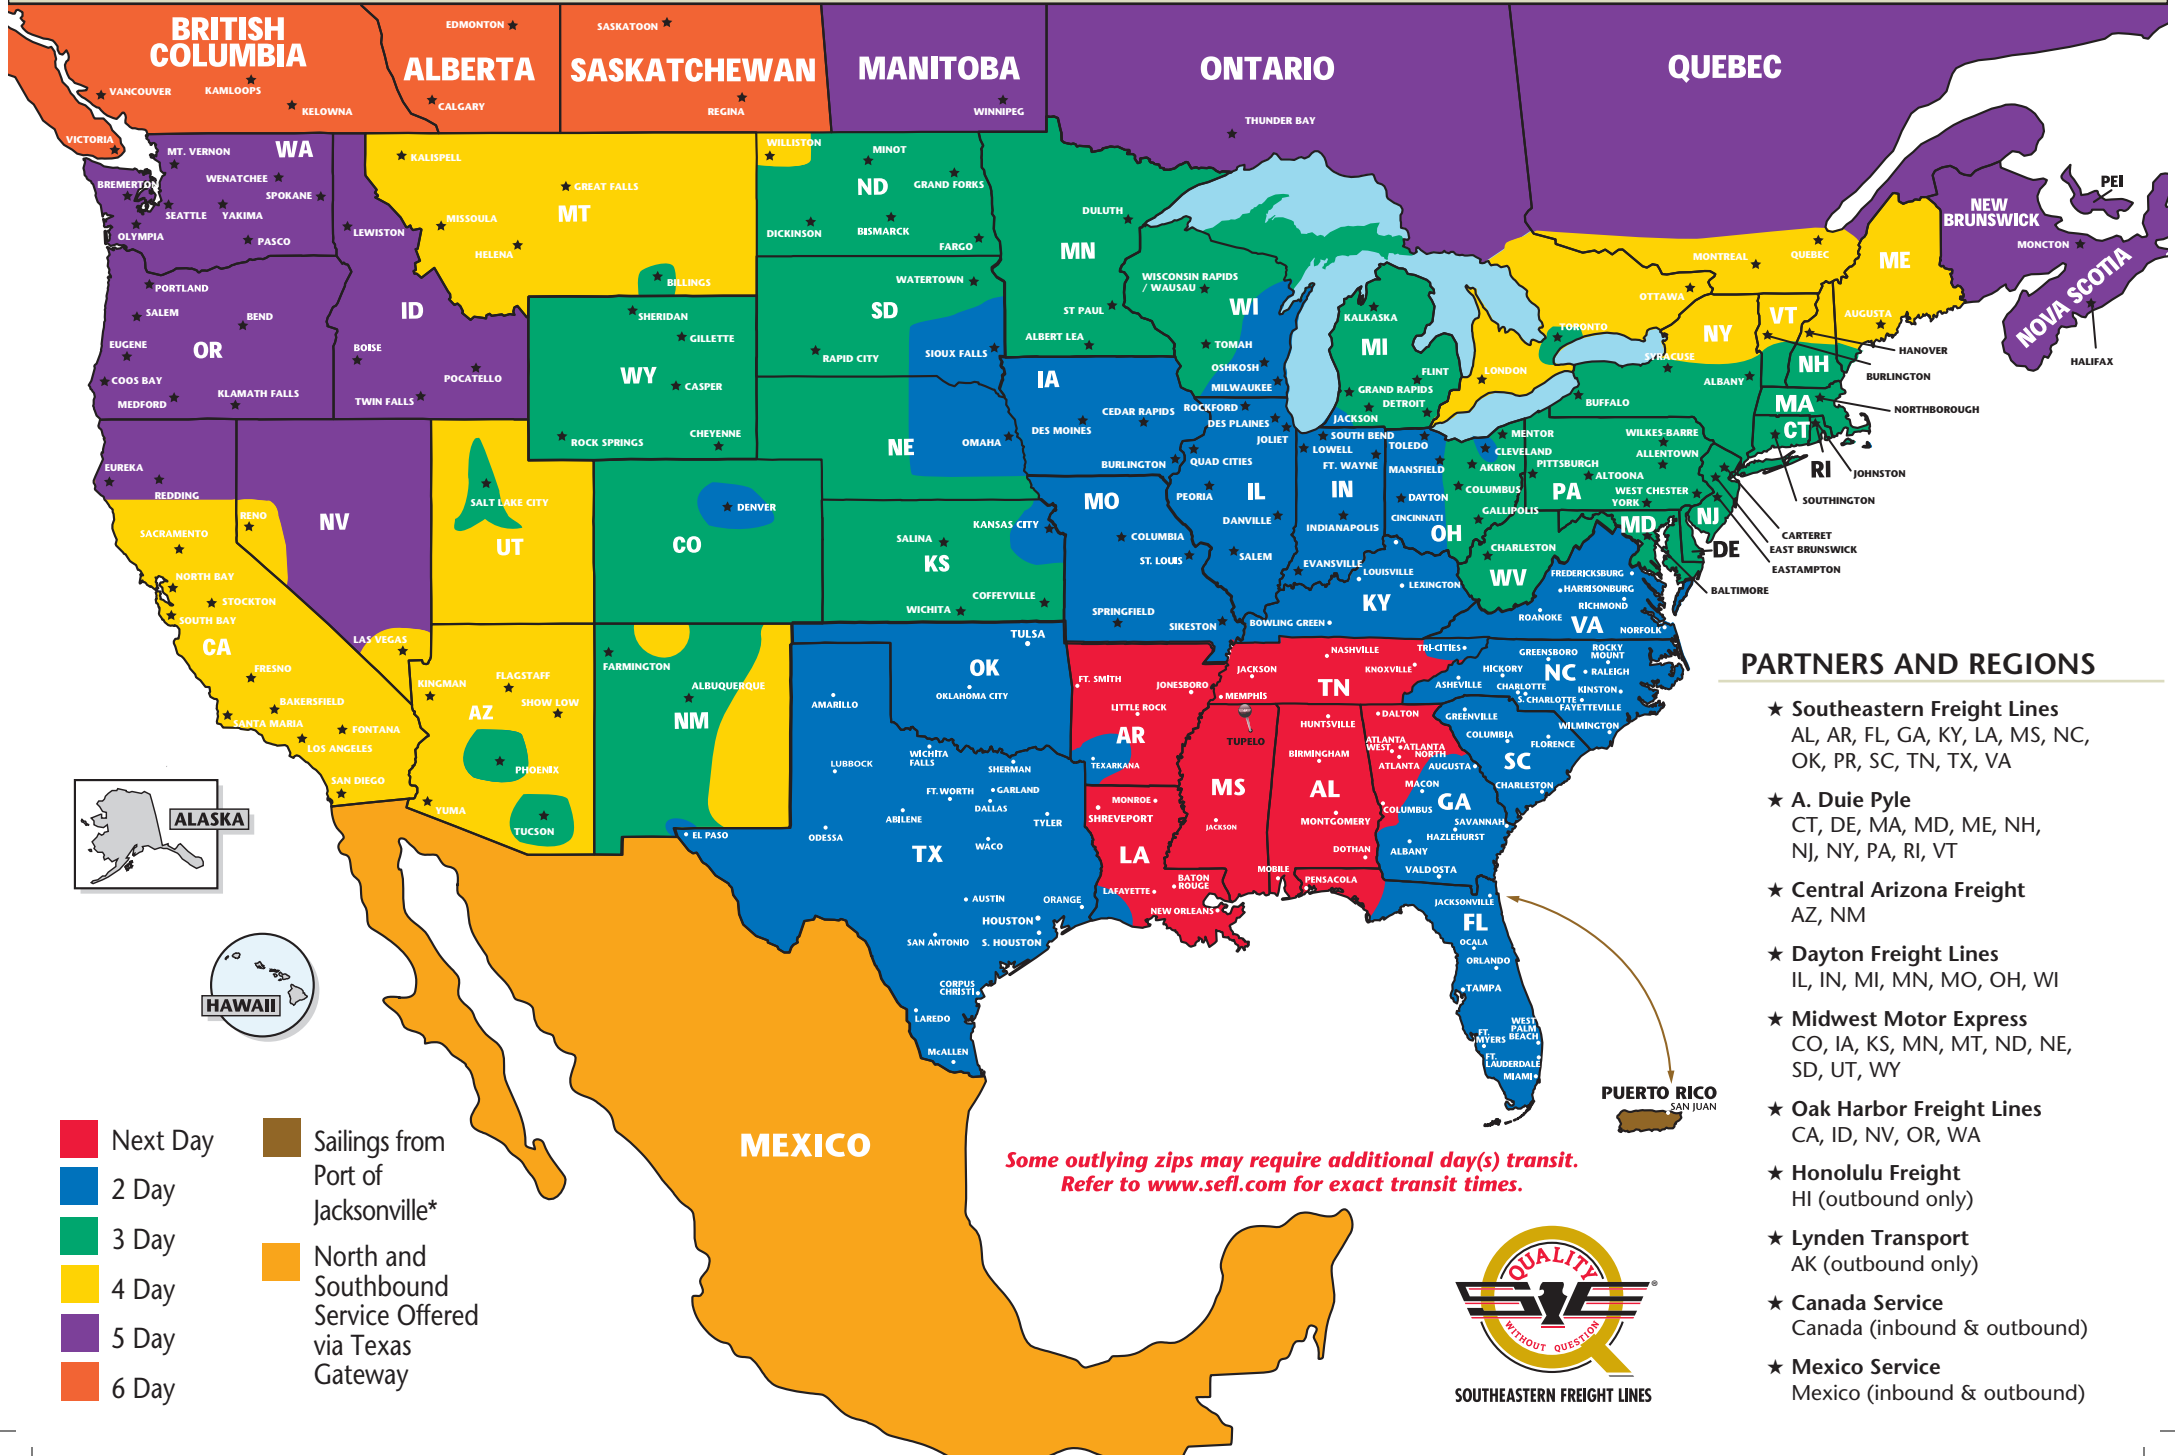 BRITISH
COLUMBIA
VANCOUVER
KAMLOOPS
KELOWNA
VICTORIA
EDMONTON
ALBERTA
CALGARY
SASKATOON
SASKATCHEWAN
REGINA
MANITOBA
WINNIPEG
ONTARIO
THUNDER BAY
QUEBEC
MONTREAL
QUEBEC
OTTAWA
TORONTO
LONDON
NEW
BRUNSWICK
MONCTON
PEI
NOVA SCOTIA
HALIFAX
WA
MT. VERNON
WENATCHEE
SPOKANE
BREMERTON
SEATTLE
YAKIMA
OLYMPIA
PASCO
PORTLAND
SALEM
BEND
EUGENE
OR
COOS BAY
MEDFORD
KLAMATH FALLS
LEWISTON
ID
BOISE
POCATELLO
TWIN FALLS
KALISPELL
GREAT FALLS
MT
MISSOULA
HELENA
BILLINGS
WILLISTON
MINOT
ND
GRAND FORKS
DICKINSON
BISMARCK
FARGO
WATERTOWN
SD
RAPID CITY
SIOUX FALLS
SHERIDAN
GILLETTE
WY
CASPER
ROCK SPRINGS
CHEYENNE
NE
OMAHA
DULUTH
MN
ST PAUL
ALBERT LEA
WISCONSIN RAPIDS
/ WAUSAU
WI
TOMAH
OSHKOSH
MILWAUKEE
KALKASKA
MI
FLINT
GRAND RAPIDS
DETROIT
JACKSON
IA
CEDAR RAPIDS
DES MOINES
BURLINGTON
ROCKFORD
DES PLAINES
JOLIET
QUAD CITIES
PEORIA
IL
DANVILLE
SALEM
SOUTH BEND
LOWELL
FT. WAYNE
IN
INDIANAPOLIS
EVANSVILLE
TOLEDO
MANSFIELD
CLEVELAND
MENTOR
AKRON
DAYTON
COLUMBUS
CINCINNATI
OH
GALLIPOLIS
CHARLESTON
WV
PITTSBURGH
ALTOONA
WILKES-BARRE
ALLENTOWN
PA
WEST CHESTER
YORK
MD
NJ
DE
CARTERET
EAST BRUNSWICK
EASTAMPTON
BALTIMORE
ME
AUGUSTA
VT
NY
NH
HANOVER
BURLINGTON
SYRACUSE
ALBANY
BUFFALO
MA
NORTHBOROUGH
CT
RI
JOHNSTON
SOUTHINGTON
EUREKA
REDDING
NV
RENO
LAS VEGAS
SACRAMENTO
NORTH BAY
STOCKTON
SOUTH BAY
CA
FRESNO
BAKERSFIELD
SANTA MARIA
FONTANA
LOS ANGELES
SAN DIEGO
SALT LAKE CITY
UT
DENVER
CO
KANSAS CITY
SALINA
KS
COFFEYVILLE
WICHITA
MO
COLUMBIA
ST. LOUIS
SPRINGFIELD
SIKESTON
LOUISVILLE
LEXINGTON
KY
BOWLING GREEN
FREDERICKSBURG
HARRISONBURG
RICHMOND
ROANOKE
VA
NORFOLK
KINGMAN
FLAGSTAFF
AZ
SHOW LOW
PHOENIX
YUMA
TUCSON
FARMINGTON
ALBUQUERQUE
NM
EL PASO
TULSA
OK
OKLAHOMA CITY
AMARILLO
LUBBOCK
WICHITA
FALLS
SHERMAN
FT. WORTH
GARLAND
DALLAS
ABILENE
TYLER
ODESSA
WACO
TX
AUSTIN
ORANGE
HOUSTON
SAN ANTONIO
S. HOUSTON
CORPUS
CHRISTI
LAREDO
McALLEN
FT. SMITH
JONESBORO
LITTLE ROCK
AR
TEXARKANA
MONROE
SHREVEPORT
LA
LAFAYETTE
BATON
ROUGE
NEW ORLEANS
NASHVILLE
JACKSON
KNOXVILLE
TRI-CITIES
TN
MEMPHIS
TUPELO
MS
JACKSON
HUNTSVILLE
BIRMINGHAM
AL
MONTGOMERY
DOTHAN
MOBILE
PENSACOLA
DALTON
ATLANTA
WEST
ATLANTA
NORTH
ATLANTA
AUGUSTA
MACON
GA
COLUMBUS
SAVANNAH
HAZLEHURST
ALBANY
VALDOSTA
GREENSBORO
ROCKY
MOUNT
HICKORY
NC
RALEIGH
ASHEVILLE
CHARLOTTE
KINSTON
S. CHARLOTTE
FAYETTEVILLE
WILMINGTON
GREENVILLE
COLUMBIA
FLORENCE
SC
CHARLESTON
JACKSONVILLE
FL
OCALA
ORLANDO
TAMPA
WEST
PALM
BEACH
FT.
MYERS
FT.
LAUDERDALE
MIAMI
PUERTO RICO
SAN JUAN
ALASKA
HAWAII
MEXICO
Next Day
2 Day
3 Day
4 Day
5 Day
6 Day
Sailings from
Port of
Jacksonville*
North and
Southbound
Service Offered
via Texas
Gateway
Some outlying zips may require additional day(s) transit.
Refer to www.sefl.com for exact transit times.
QUALITY
WITHOUT QUESTION
®
SOUTHEASTERN FREIGHT LINES
PARTNERS AND REGIONS
★ Southeastern Freight Lines
AL, AR, FL, GA, KY, LA, MS, NC,
OK, PR, SC, TN, TX, VA
★ A. Duie Pyle
CT, DE, MA, MD, ME, NH,
NJ, NY, PA, RI, VT
★ Central Arizona Freight
AZ, NM
★ Dayton Freight Lines
IL, IN, MI, MN, MO, OH, WI
★ Midwest Motor Express
CO, IA, KS, MN, MT, ND, NE,
SD, UT, WY
★ Oak Harbor Freight Lines
CA, ID, NV, OR, WA
★ Honolulu Freight
HI (outbound only)
★ Lynden Transport
AK (outbound only)
★ Canada Service
Canada (inbound & outbound)
★ Mexico Service
Mexico (inbound & outbound)